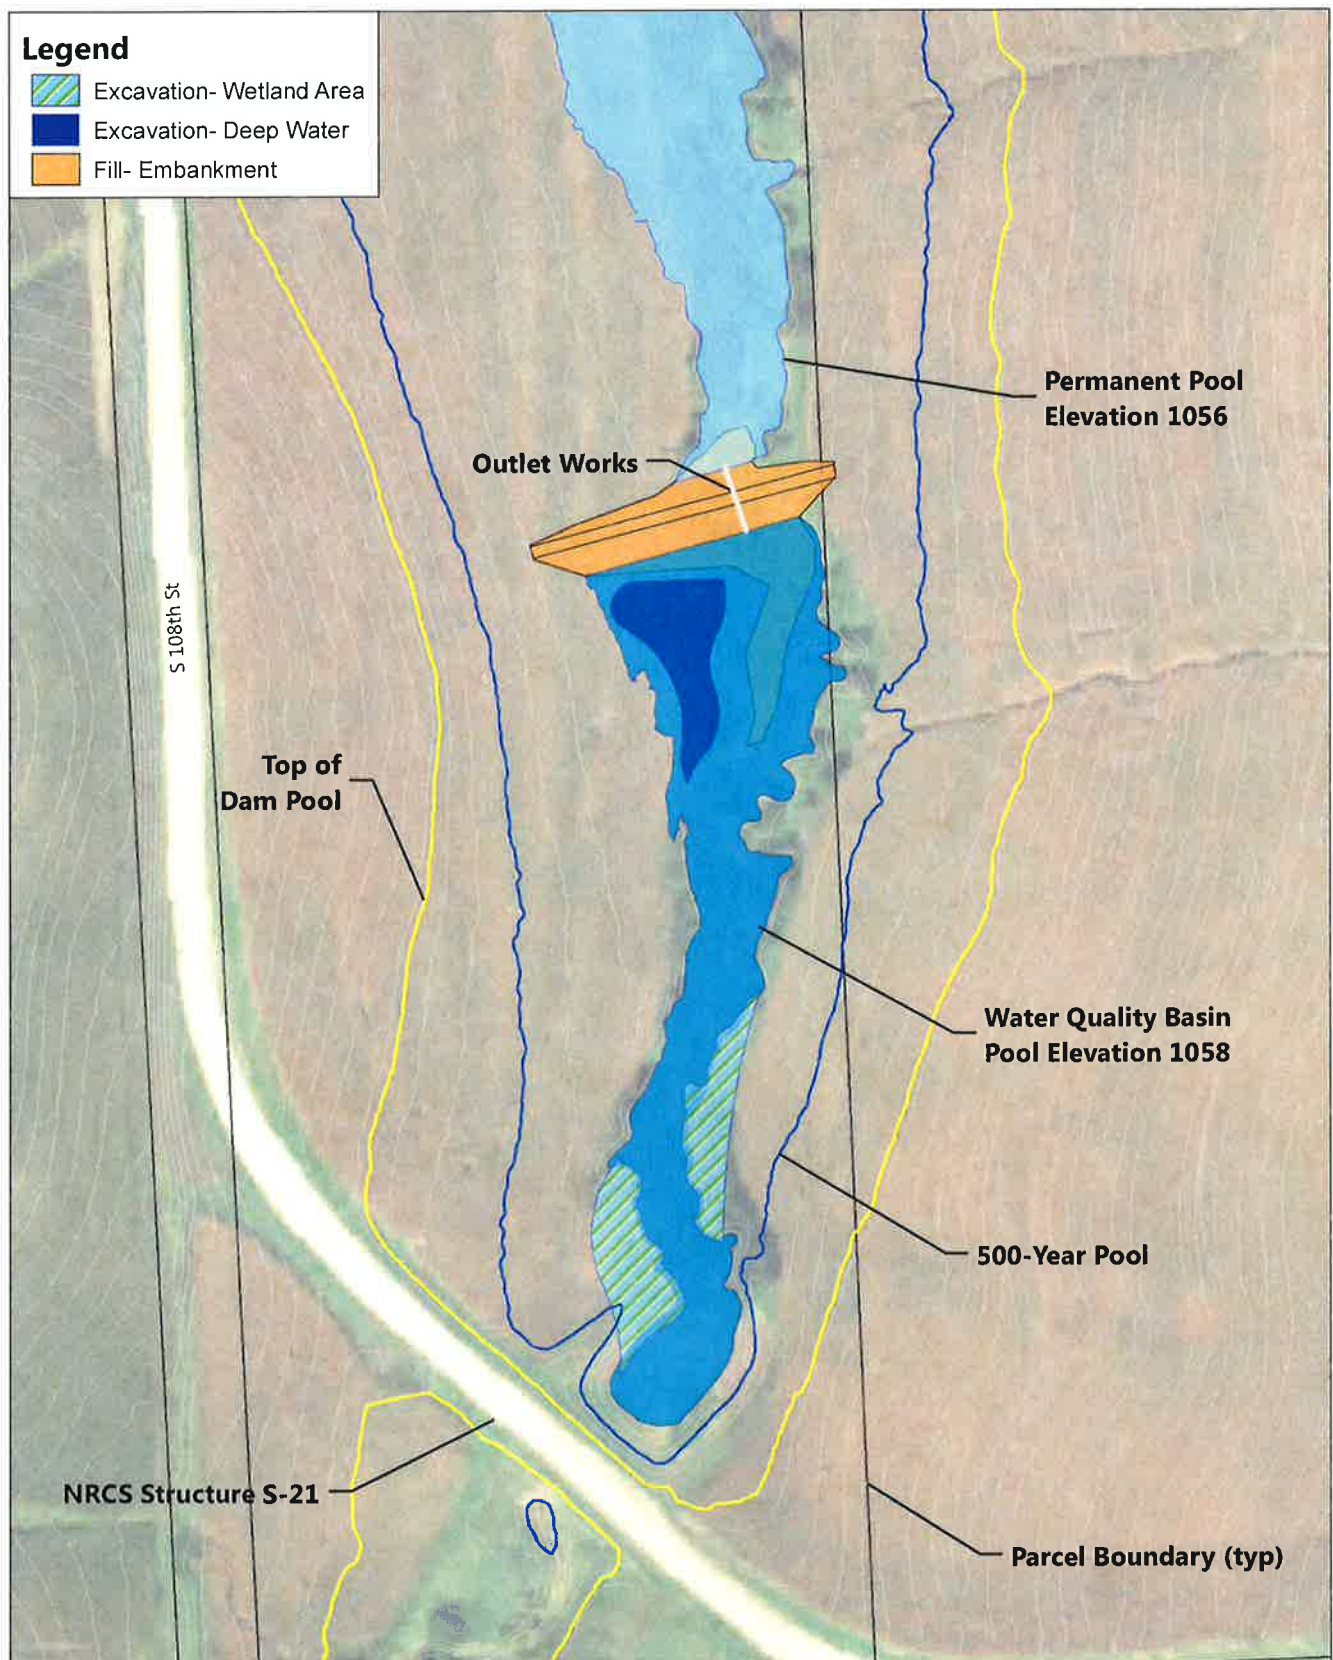 Legend
Excavation- Wetland Area
Excavation- Deep Water
Fill- Embankment
Permanent Pool
Elevation 1056
Outlet Works
S 108th St
Top of
Dam Pool
Water Quality Basin
Pool Elevation 1058
500-Year Pool
NRCS Structure S-21
Parcel Boundary (typ)